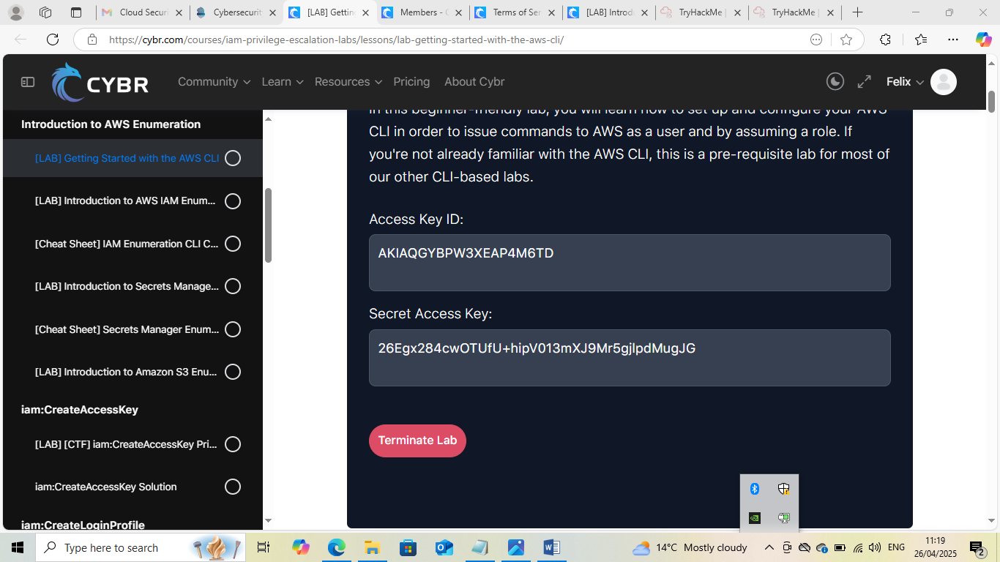 Cloud Securi
Cybersecurit
[LAB] Gettin
Members - C
Terms of Ser
[LAB] Introd
TryHackMe |
TryHackMe |
https://cybr.com/courses/iam-privilege-escalation-labs/lessons/lab-getting-started-with-the-aws-cli/
CYBR
Community
Learn
Resources
Pricing
About Cybr
Felix
Introduction to AWS Enumeration
[LAB] Getting Started with the AWS CLI
[LAB] Introduction to AWS IAM Enum...
[Cheat Sheet] IAM Enumeration CLI C...
[LAB] Introduction to Secrets Manage...
[Cheat Sheet] Secrets Manager Enum...
[LAB] Introduction to Amazon S3 Enu...
iam:CreateAccessKey
[LAB] [CTF] iam:CreateAccessKey Pri...
iam:CreateAccessKey Solution
iam:CreateLoginProfile
In this beginner-friendly lab, you will learn how to set up and configure your AWS
CLI in order to issue commands to AWS as a user and by assuming a role. If
you're not already familiar with the AWS CLI, this is a pre-requisite lab for most of
our other CLI-based labs.
Access Key ID:
AKIAQGYBPW3XEAP4M6TD
Secret Access Key:
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
Terminate Lab
Type here to search
14°C Mostly cloudy
ENG
11:19
26/04/2025
2